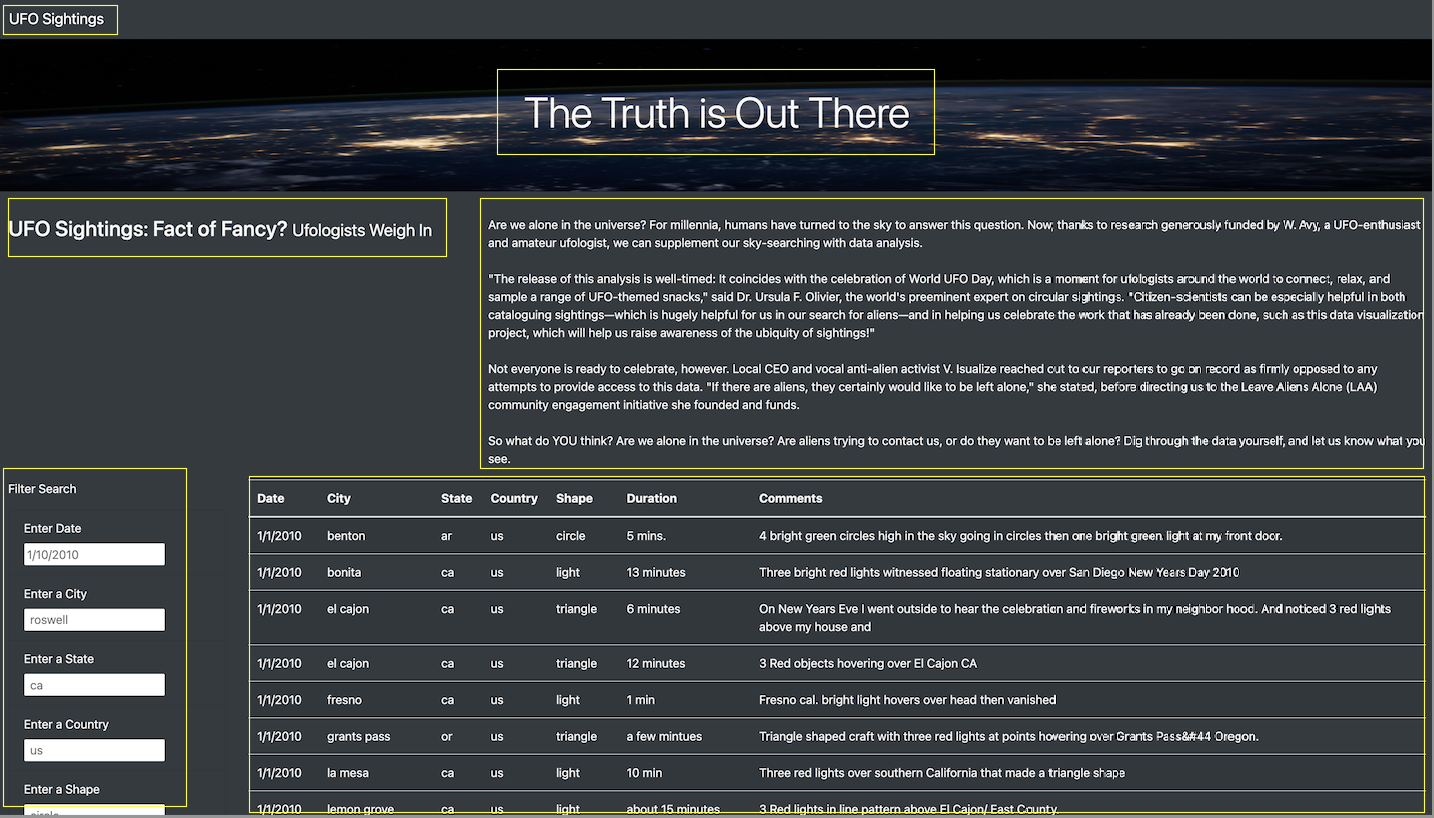 UFO Sightings
The Truth is Out There
UFO Sightings: Fact of Fancy? Ufologists Weigh In
Are we alone in the universe? For millennia, humans have turned to the sky to answer this question. Now, thanks to research generously funded by W. Avy, a UFO-enthusiast
and amateur ufologist, we can supplement our sky-searching with data analysis.
"The release of this analysis is well-timed: It coincides with the celebration of World UFO Day, which is a moment for ufologists around the world to connect, relax, and
sample a range of UFO-themed snacks," said Dr. Ursula F. Olivier, the world's preeminent expert on circular sightings. "Citizen-scientists can be especially helpful in both
cataloguing sightings—which is hugely helpful for us in our search for aliens—and in helping us celebrate the work that has already been done, such as this data visualization
project, which will help us raise awareness of the ubiquity of sightings!"
Not everyone is ready to celebrate, however. Local CEO and vocal anti-alien activist V. Isualize reached out to our reporters to go on record as firmly opposed to any
attempts to provide access to this data. "If there are aliens, they certainly would like to be left alone," she stated, before directing us to the Leave Aliens Alone (LAA)
community engagement initiative she founded and funds.
So what do YOU think? Are we alone in the universe? Are aliens trying to contact us, or do they want to be left alone? Dig through the data yourself, and let us know what you
see.
Filter Search
Enter Date
1/10/2010
Enter a City
roswell
Enter a State
ca
Enter a Country
us
Enter a Shape
circle
Date City State Country Shape Duration Comments
1/1/2010 benton ar us circle 5 mins. 4 bright green circles high in the sky going in circles then one bright green light at my front door.
1/1/2010 bonita ca us light 13 minutes Three bright red lights witnessed floating stationary over San Diego New Years Day 2010
1/1/2010 el cajon ca us triangle 6 minutes On New Years Eve I went outside to hear the celebration and fireworks in my neighbor hood. And noticed 3 red lights
above my house and
1/1/2010 el cajon ca us triangle 12 minutes 3 Red objects hovering over El Cajon CA
1/1/2010 fresno ca us light 1 min Fresno cal. bright light hovers over head then vanished
1/1/2010 grants pass or us triangle a few mintues Triangle shaped craft with three red lights at points hovering over Grants Pass&#44 Oregon.
1/1/2010 la mesa ca us light 10 min Three red lights over southern California that made a triangle shape
1/1/2010 lemon grove ca us light about 15 minutes 3 Red lights in line pattern above El Cajon/ East County.